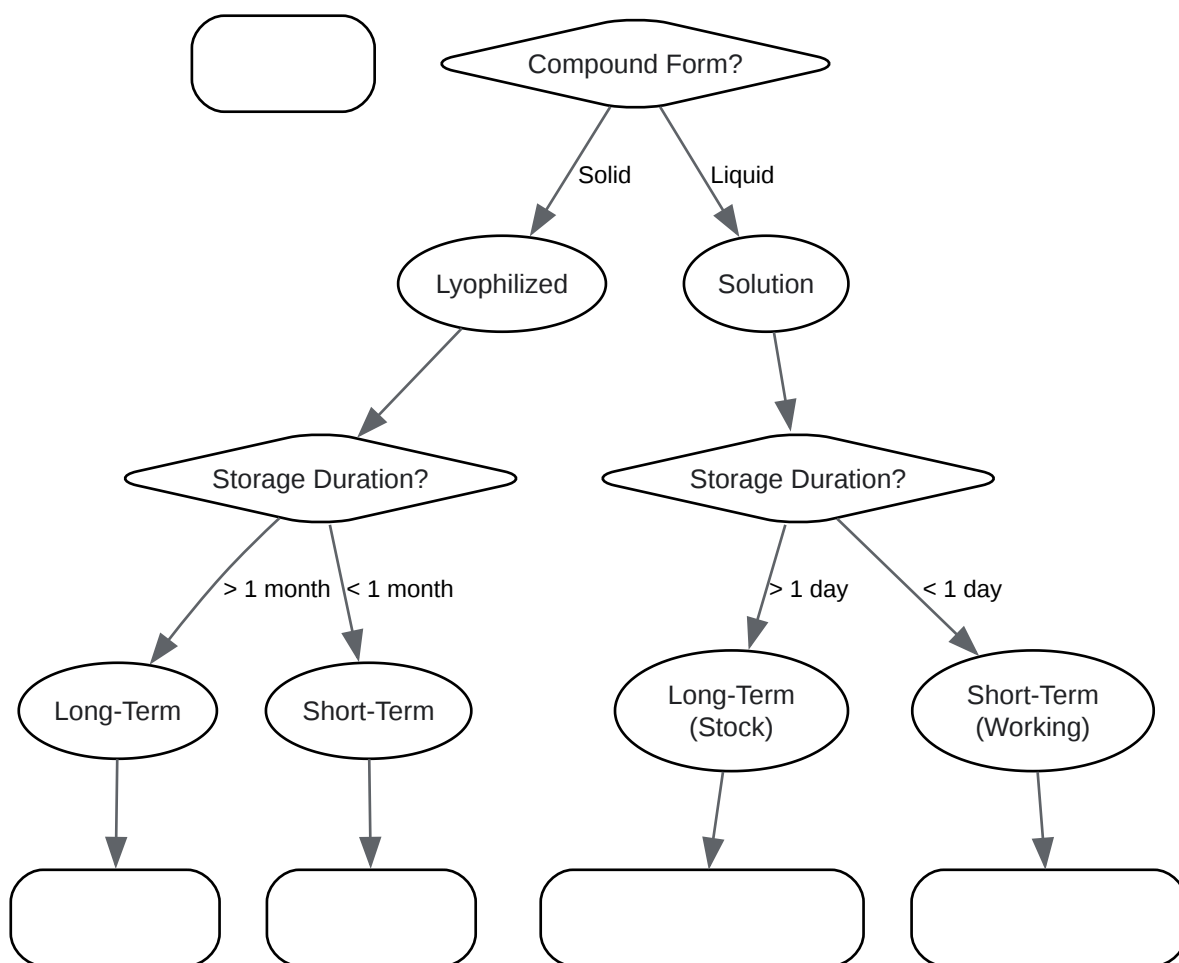 Compound Form?
Solid
Liquid
Lyophilized
Solution
Storage Duration?
Storage Duration?
> 1 month
< 1 month
> 1 day
< 1 day
Long-Term
Short-Term
Long-Term
(Stock)
Short-Term
(Working)